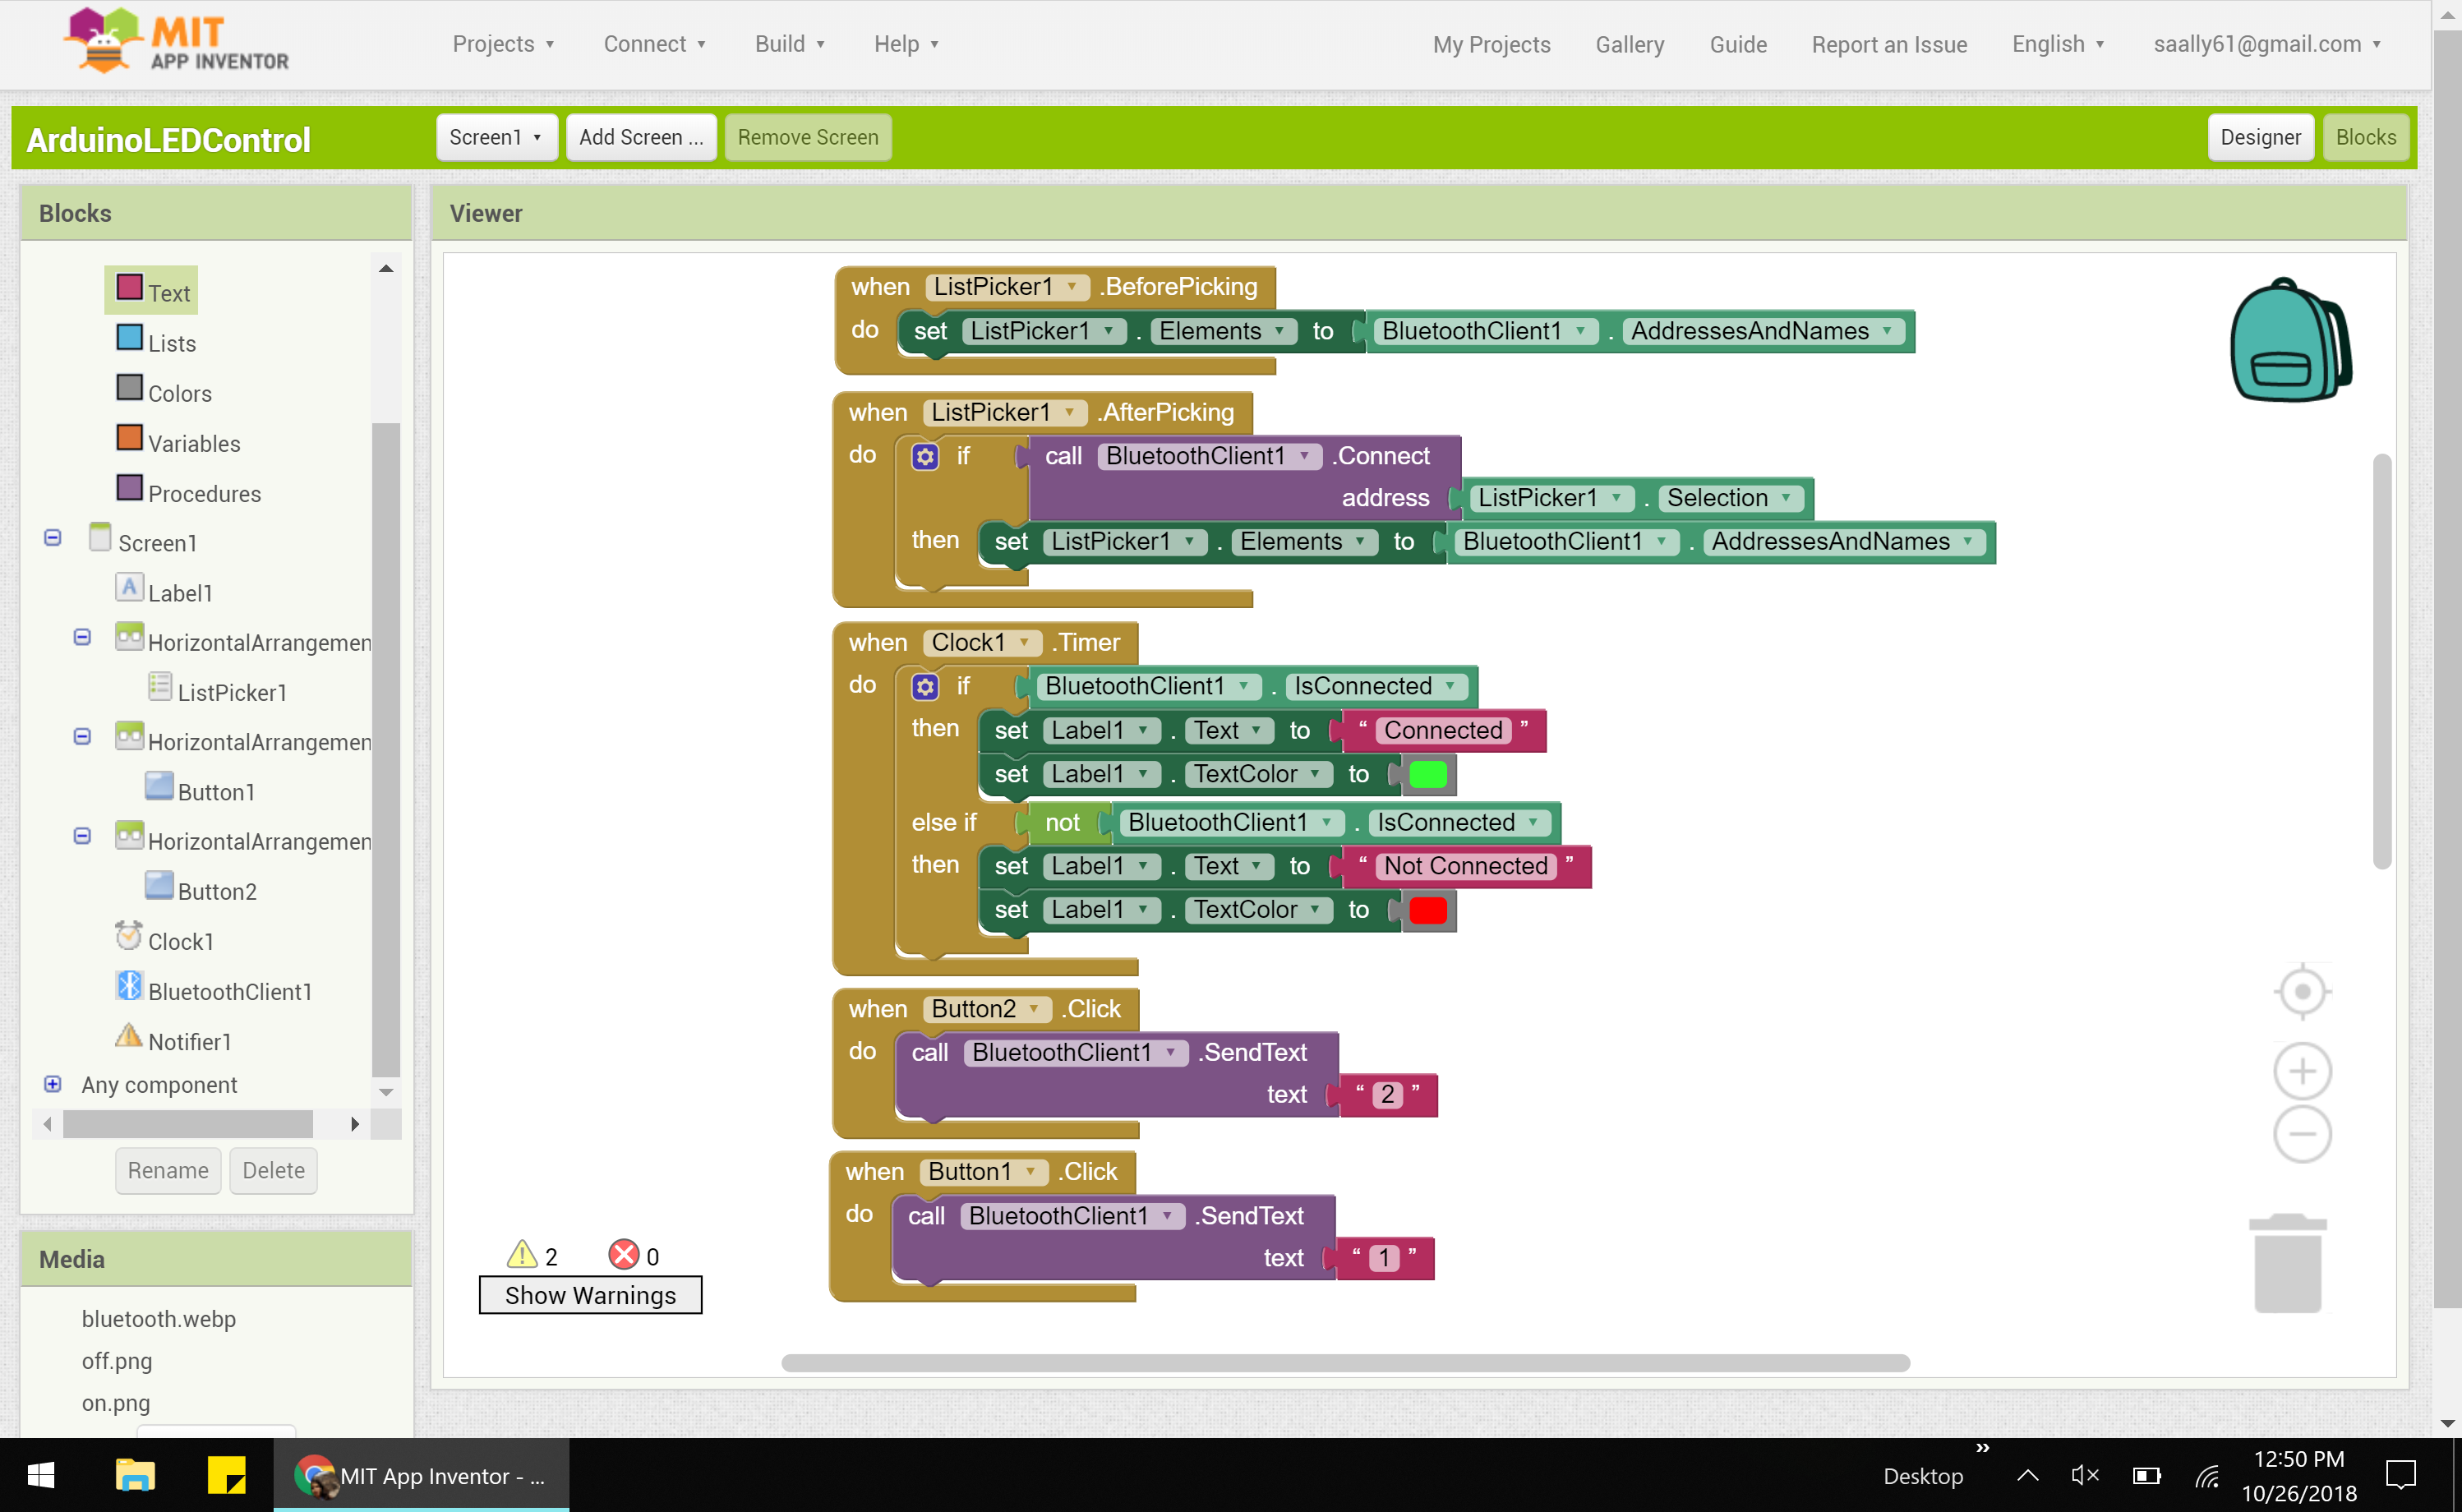 MIT
APP INVENTOR
Projects Connect Build Help My Projects Gallery Guide Report an Issue English saally61@gmail.com
ArduinoLEDControl Screen1 Add Screen ... Remove Screen Designer Blocks
Blocks
Text
Lists
Colors
Variables
Procedures
Screen1
Label1
HorizontalArrangemen
ListPicker1
HorizontalArrangemen
Button1
HorizontalArrangemen
Button2
Clock1
BluetoothClient1
Notifier1
Any component
Rename Delete
Media
bluetooth.webp
off.png
on.png
Viewer
when ListPicker1 .BeforePicking
do set ListPicker1 . Elements to BluetoothClient1 . AddressesAndNames
when ListPicker1 .AfterPicking
do if call BluetoothClient1 .Connect
address ListPicker1 . Selection
then set ListPicker1 . Elements to BluetoothClient1 . AddressesAndNames
when Clock1 .Timer
do if BluetoothClient1 . IsConnected
then set Label1 . Text to “ Connected ”
set Label1 . TextColor to
else if not BluetoothClient1 . IsConnected
then set Label1 . Text to “ Not Connected ”
set Label1 . TextColor to
when Button2 .Click
do call BluetoothClient1 .SendText
text “ 2 ”
when Button1 .Click
do call BluetoothClient1 .SendText
text “ 1 ”
2 0
Show Warnings
MIT App Inventor - ...
Desktop
12:50 PM
10/26/2018